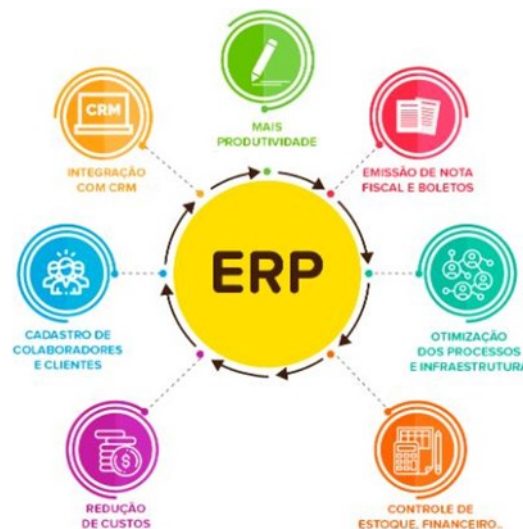 MAIS
PRODUTIVIDADE
CRM
INTEGRAÇÃO
COM CRM
EMISSÃO DE NOTA
FISCAL E BOLETOS
ERP
CADASTRO DE
COLABORADORES
E CLIENTES
OTIMIZAÇÃO
DOS PROCESSOS
E INFRAESTRUTURA
REDUÇÃO
DE CUSTOS
CONTROLE DE
ESTOQUE, FINANCEIRO...